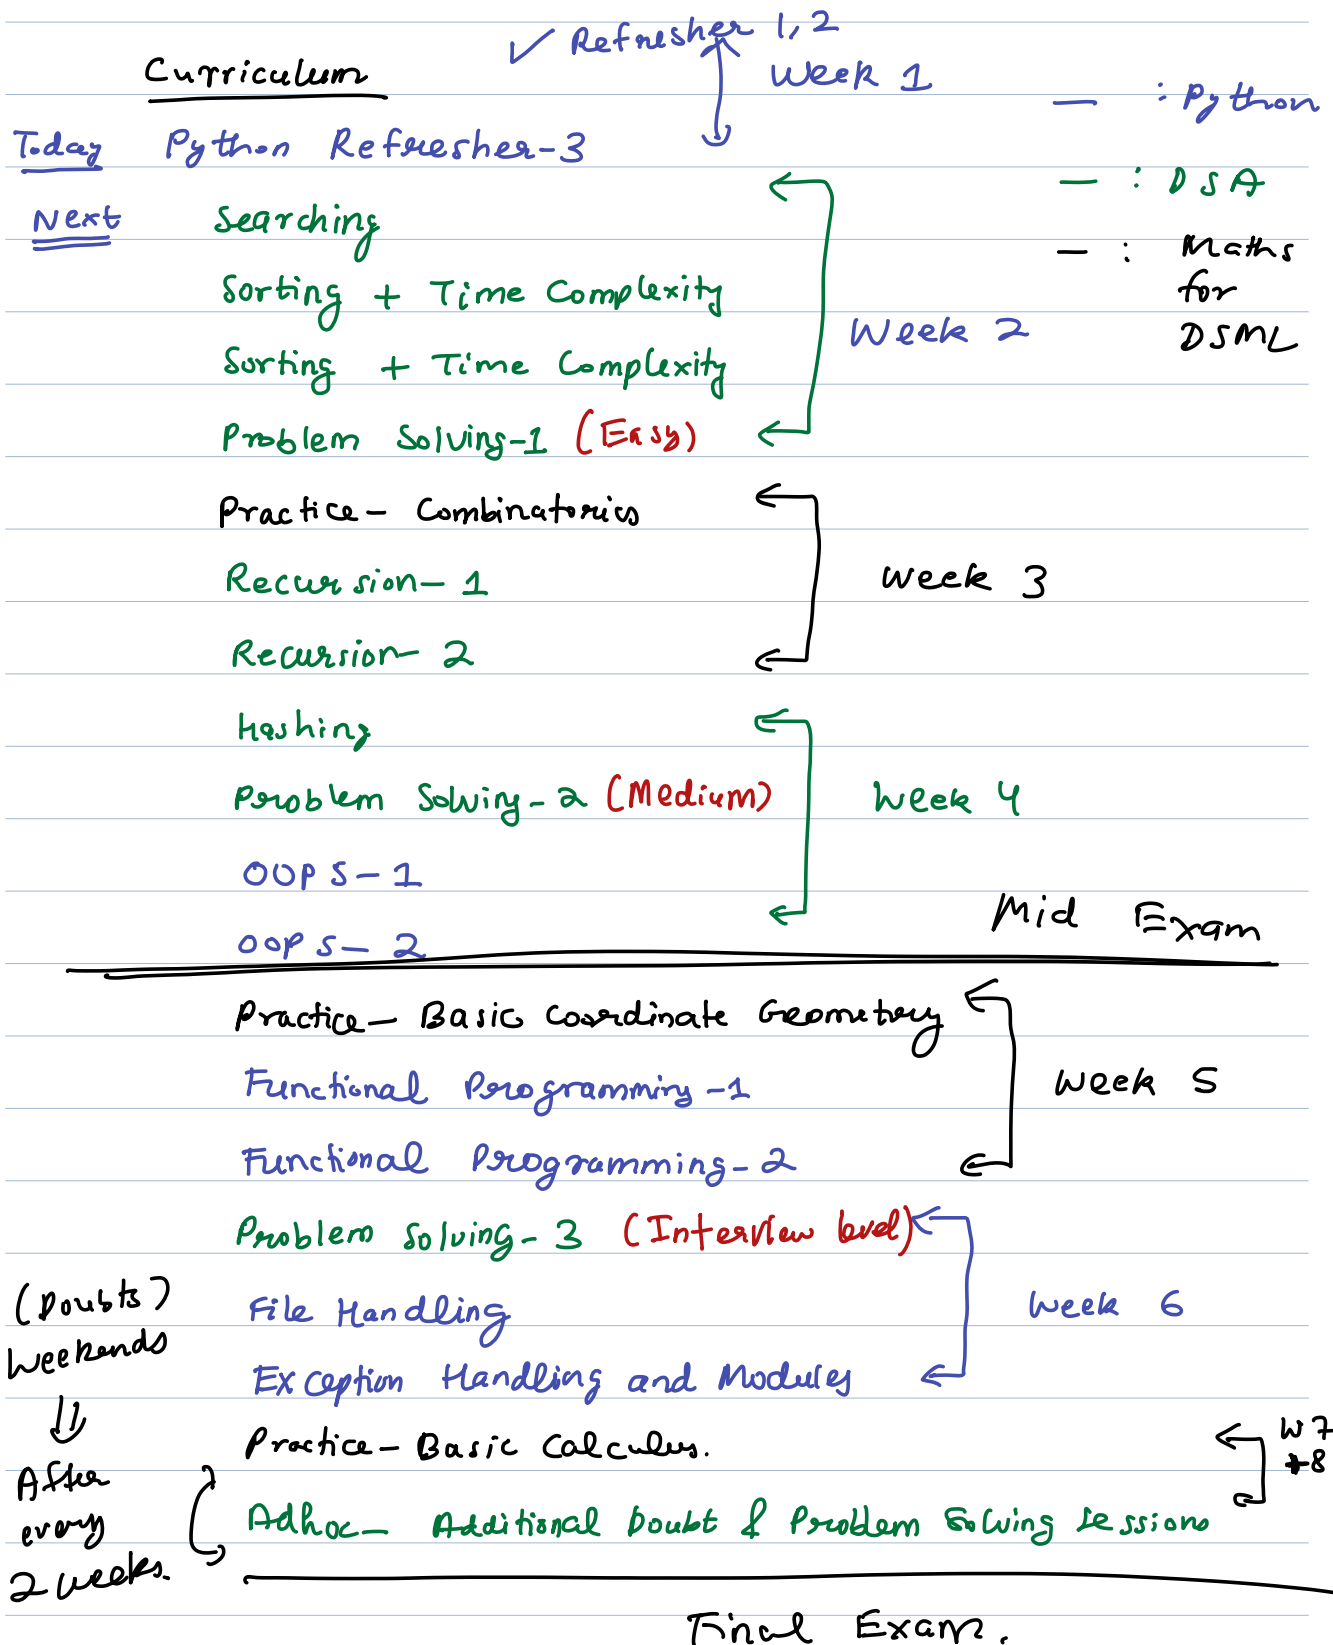 ✓ Refresher 1, 2
Curriculum
Week 1
— : Python
Today Python Refresher-3
— : DSA
Next Searching
— : Maths
for
DSML
Sorting + Time Complexity
Week 2
Sorting + Time Complexity
Problem Solving-1 (Easy)
Practice- Combinatorics
Recursion-1
Week 3
Recursion-2
Hashing
Problem Solving-2 (Medium)
Week 4
OOPS-1
Mid Exam
OOPS-2
Practice- Basic Coordinate Geometry
Functional Programming-1
Week 5
Functional Programming-2
Problem Solving-3 (Interview level)
(Doubts)
Weekends
⇓
After
every
2 weeks.
File Handling
Week 6
Exception Handling and Modules
Practice- Basic Calculus.
W7
+8
Adhoc- Additional Doubt & Problem Solving Sessions
Final Exam.